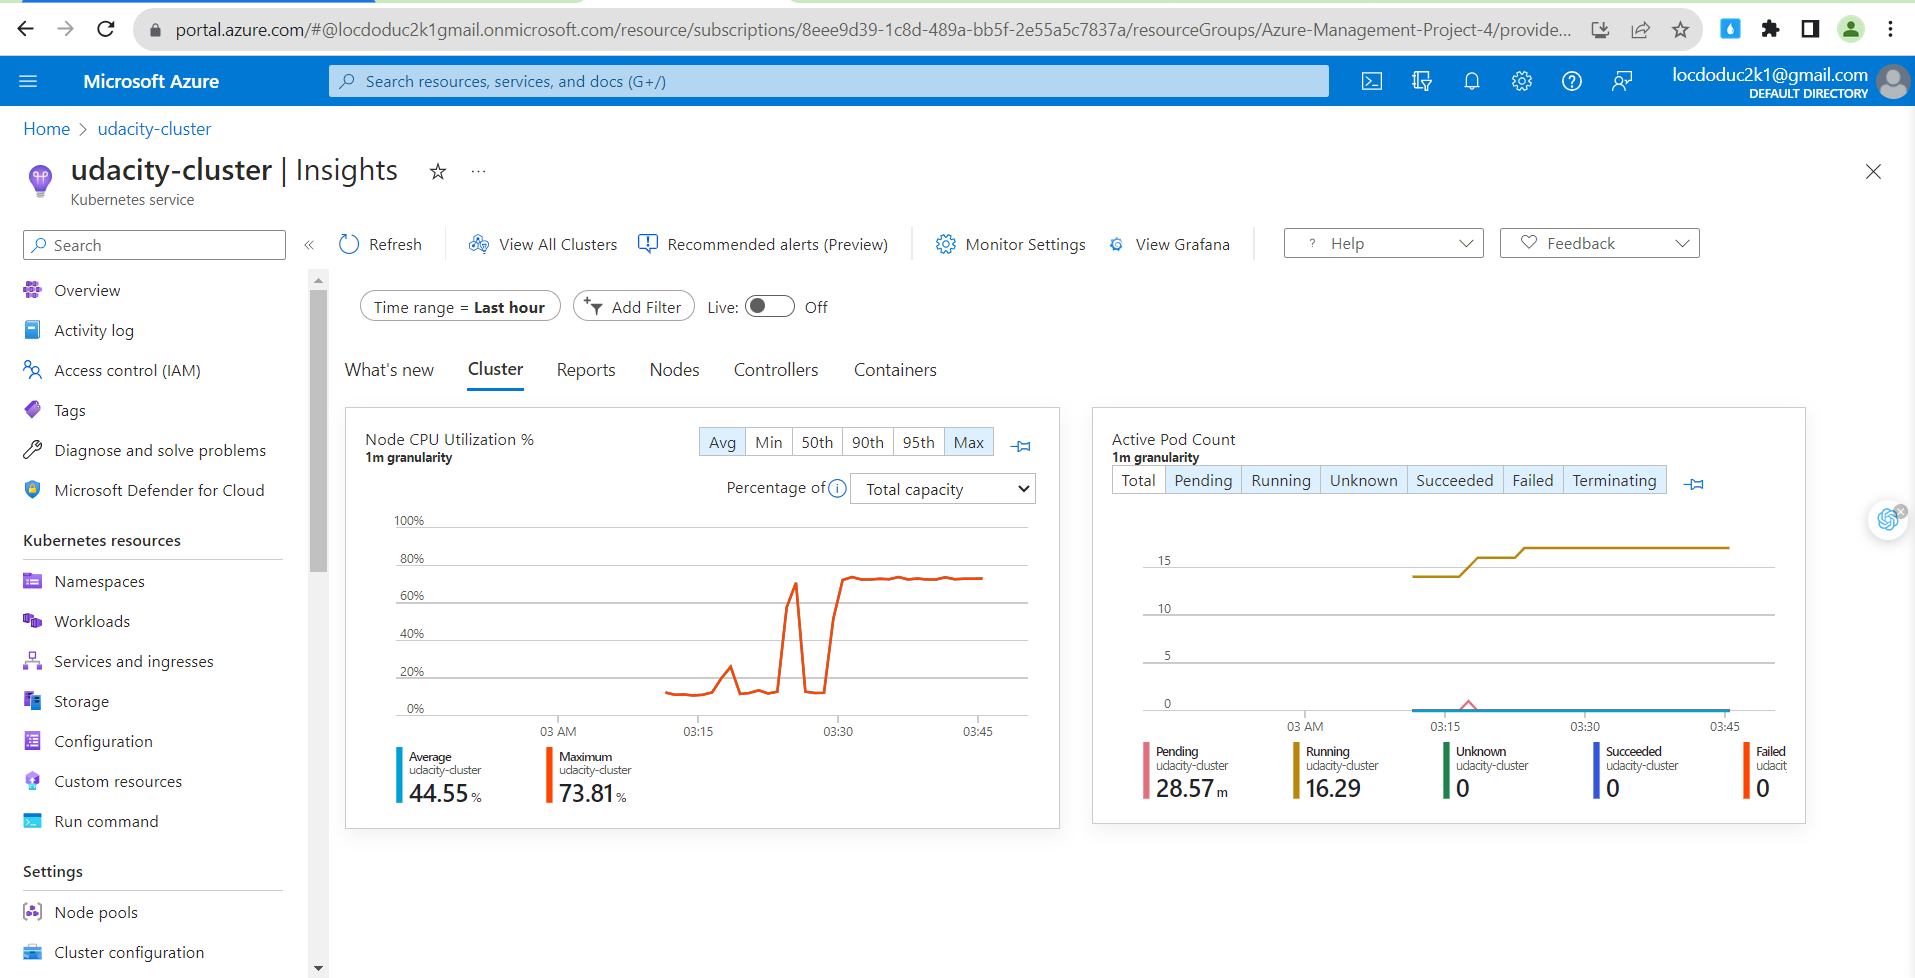 portal.azure.com/#@locdoduc2k1gmail.onmicrosoft.com/resource/subscriptions/8eee9d39-1c8d-489a-bb5f-2e55a5c7837a/resourceGroups/Azure-Management-Project-4/provide...
Microsoft Azure
Search resources, services, and docs (G+/)
locdoduc2k1@gmail.com
DEFAULT DIRECTORY
Home > udacity-cluster
udacity-cluster | Insights
Kubernetes service
Search
Refresh
View All Clusters
Recommended alerts (Preview)
Monitor Settings
View Grafana
? Help
Feedback
Overview
Activity log
Access control (IAM)
Tags
Diagnose and solve problems
Microsoft Defender for Cloud
Kubernetes resources
Namespaces
Workloads
Services and ingresses
Storage
Configuration
Custom resources
Run command
Settings
Node pools
Cluster configuration
Time range = Last hour
Add Filter
Live: Off
What's new Cluster Reports Nodes Controllers Containers
Node CPU Utilization %
1m granularity
Avg Min 50th 90th 95th Max
Percentage of Total capacity
100%
80%
60%
40%
20%
0%
03 AM 03:15 03:30 03:45
Average
udacity-cluster
44.55 %
Maximum
udacity-cluster
73.81 %
Active Pod Count
1m granularity
Total Pending Running Unknown Succeeded Failed Terminating
15
10
5
0
03 AM 03:15 03:30 03:45
Pending
udacity-cluster
28.57 m
Running
udacity-cluster
16.29
Unknown
udacity-cluster
0
Succeeded
udacity-cluster
0
Failed
udacit
0